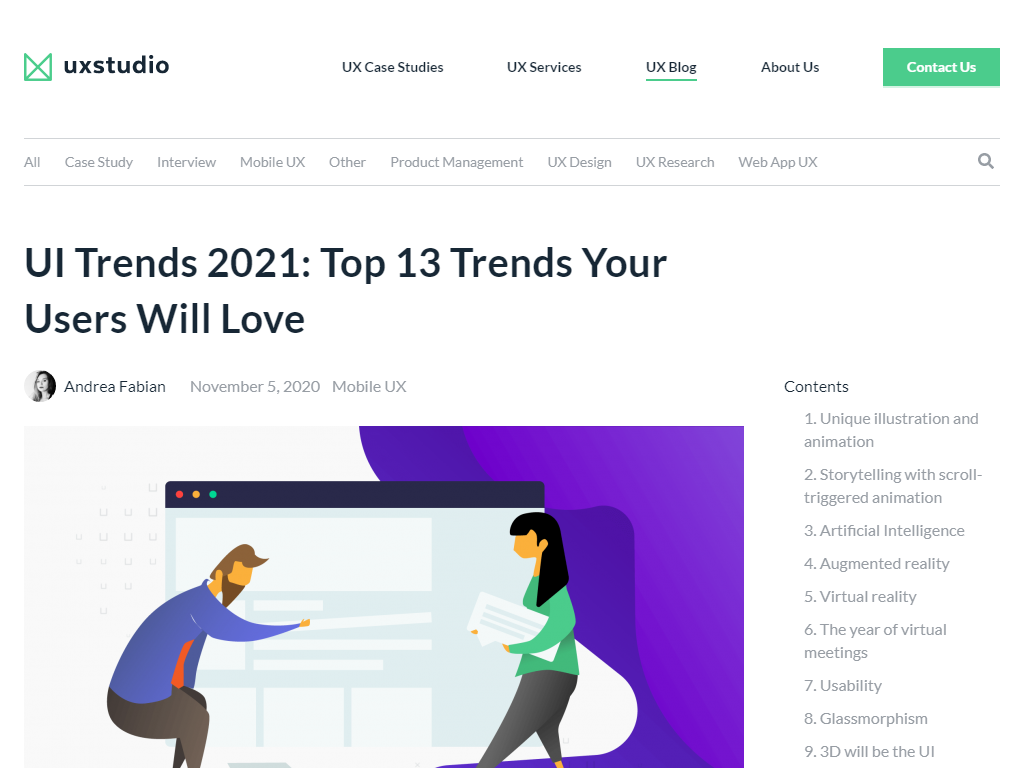 uxstudio
UX Case Studies
UX Services
UX Blog
About Us
Contact Us
All
Case Study
Interview
Mobile UX
Other
Product Management
UX Design
UX Research
Web App UX
UI Trends 2021: Top 13 Trends Your
Users Will Love
Andrea Fabian
November 5, 2020
Mobile UX
Contents
1. Unique illustration and
animation
2. Storytelling with scroll-
triggered animation
3. Artificial Intelligence
4. Augmented reality
5. Virtual reality
6. The year of virtual
meetings
7. Usability
8. Glassmorphism
9. 3D will be the UI